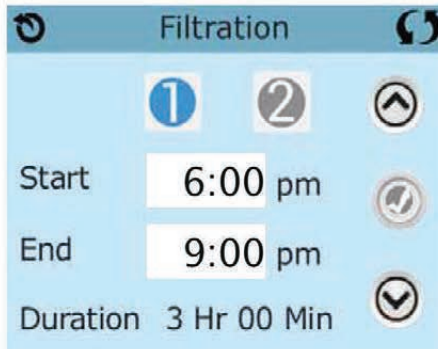 Filtration
1 2
Start 6:00 pm
End 9:00 pm
Duration 3 Hr 00 Min